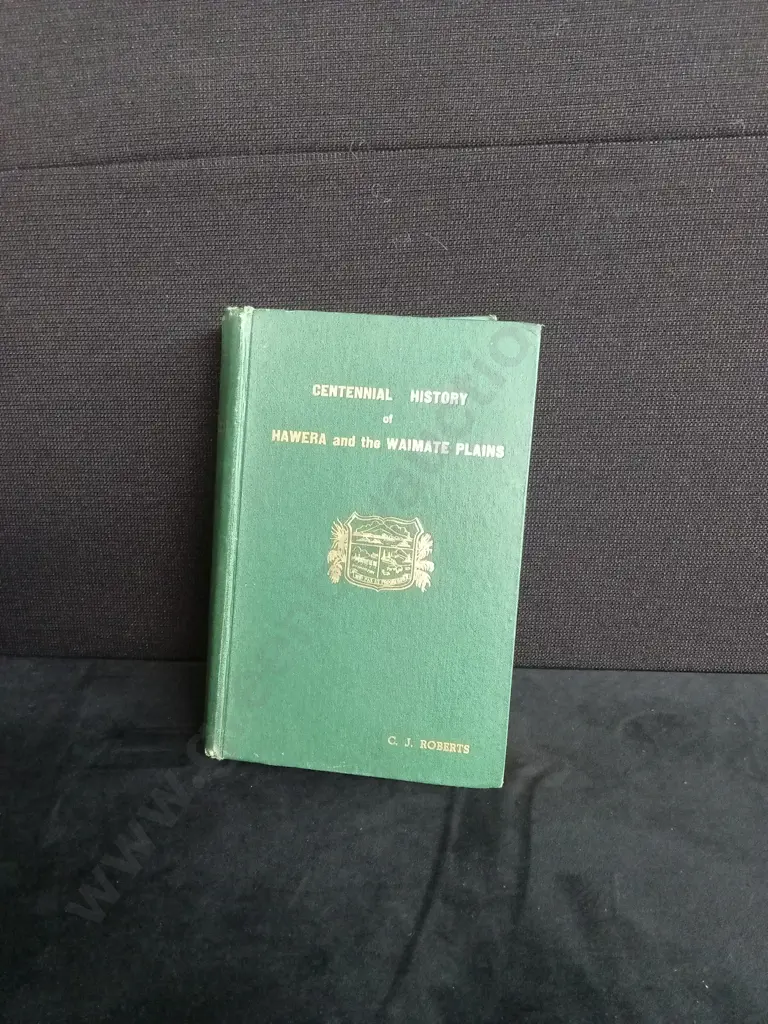 CENTENNIAL HISTORY
of
HAWERA and the WAIMATE PLAINS
C. J. ROBERTS